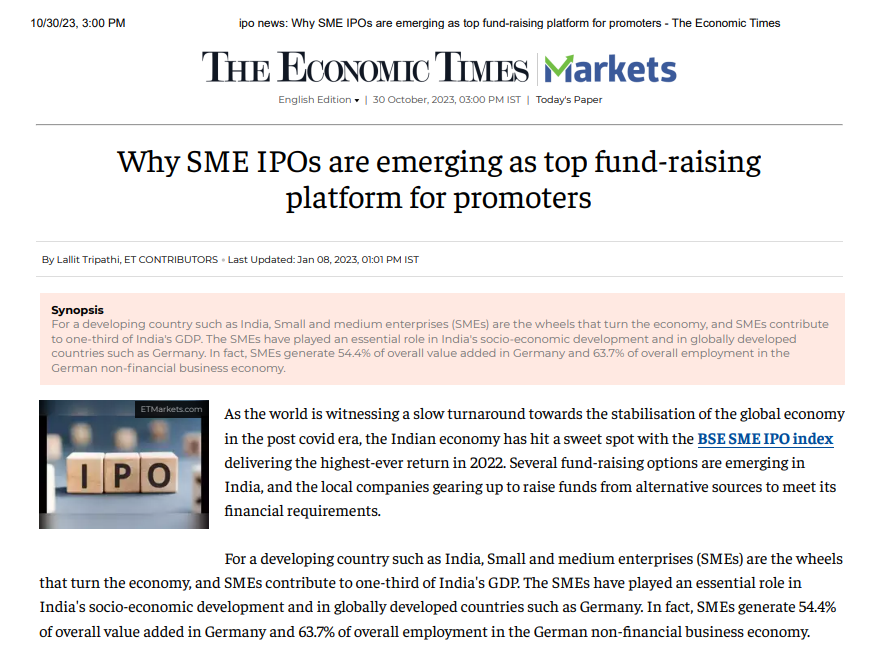 10/30/23, 3:00 PM
ipo news: Why SME IPOs are emerging as top fund-raising platform for promoters - The Economic Times
THE ECONOMIC TIMES | Markets
English Edition ▾ | 30 October, 2023, 03:00 PM IST | Today's Paper
Why SME IPOs are emerging as top fund-raising
platform for promoters
By Lallit Tripathi, ET CONTRIBUTORS • Last Updated: Jan 08, 2023, 01:01 PM IST
Synopsis
For a developing country such as India, Small and medium enterprises (SMEs) are the wheels that turn the economy, and SMEs contribute
to one-third of India's GDP. The SMEs have played an essential role in India's socio-economic development and in globally developed
countries such as Germany. In fact, SMEs generate 54.4% of overall value added in Germany and 63.7% of overall employment in the
German non-financial business economy.
ETMarkets.com
IPO
As the world is witnessing a slow turnaround towards the stabilisation of the global economy
in the post covid era, the Indian economy has hit a sweet spot with the BSE SME IPO index
delivering the highest-ever return in 2022. Several fund-raising options are emerging in
India, and the local companies gearing up to raise funds from alternative sources to meet its
financial requirements.
For a developing country such as India, Small and medium enterprises (SMEs) are the wheels
that turn the economy, and SMEs contribute to one-third of India's GDP. The SMEs have played an essential role in
India's socio-economic development and in globally developed countries such as Germany. In fact, SMEs generate 54.4%
of overall value added in Germany and 63.7% of overall employment in the German non-financial business economy.